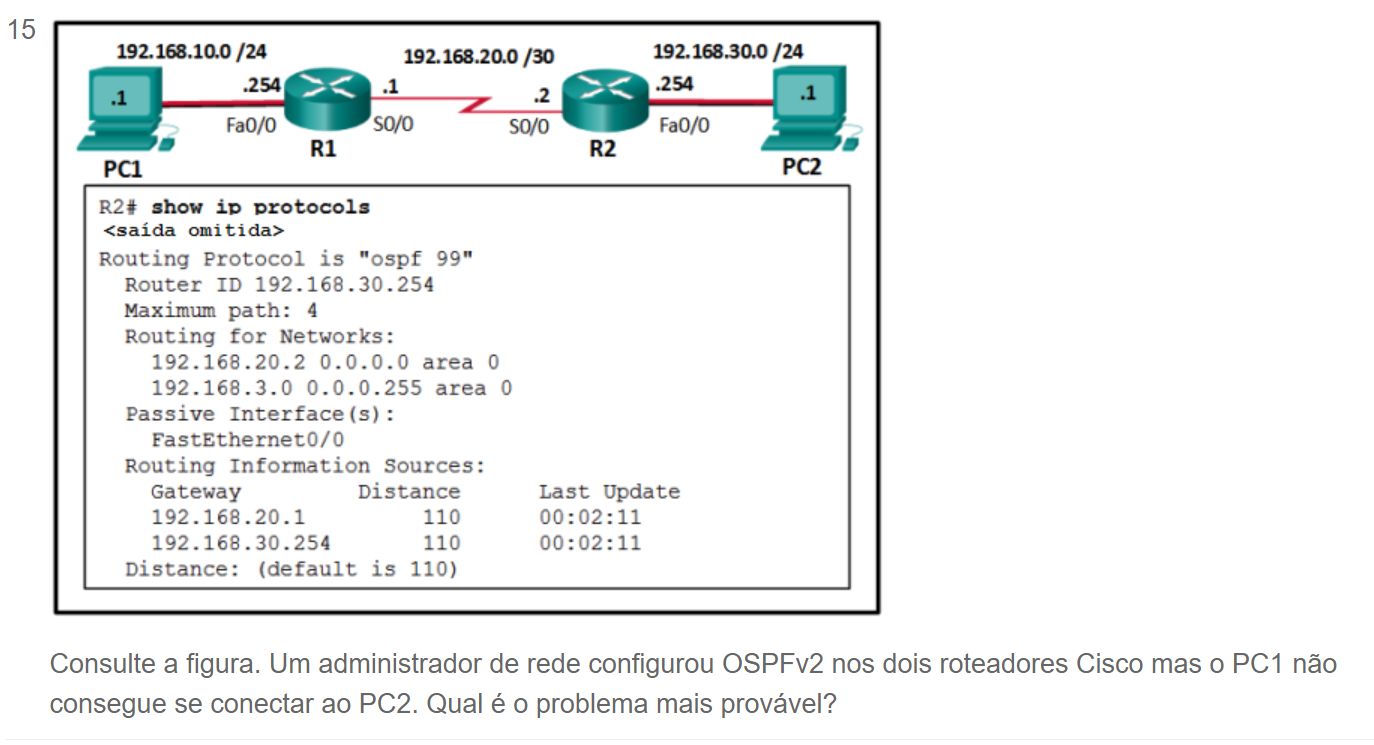 15
192.168.10.0 /24
192.168.20.0 /30
192.168.30.0 /24
.1
.254
.1
.2
.254
.1
Fa0/0
S0/0
S0/0
Fa0/0
PC1
R1
R2
PC2
R2# show ip protocols
<saída omitida>
Routing Protocol is "ospf 99"
Router ID 192.168.30.254
Maximum path: 4
Routing for Networks:
192.168.20.2 0.0.0.0 area 0
192.168.3.0 0.0.0.255 area 0
Passive Interface(s):
FastEthernet0/0
Routing Information Sources:
Gateway Distance Last Update
192.168.20.1 110 00:02:11
192.168.30.254 110 00:02:11
Distance: (default is 110)
Consulte a figura. Um administrador de rede configurou OSPFv2 nos dois roteadores Cisco mas o PC1 não
consegue se conectar ao PC2. Qual é o problema mais provável?